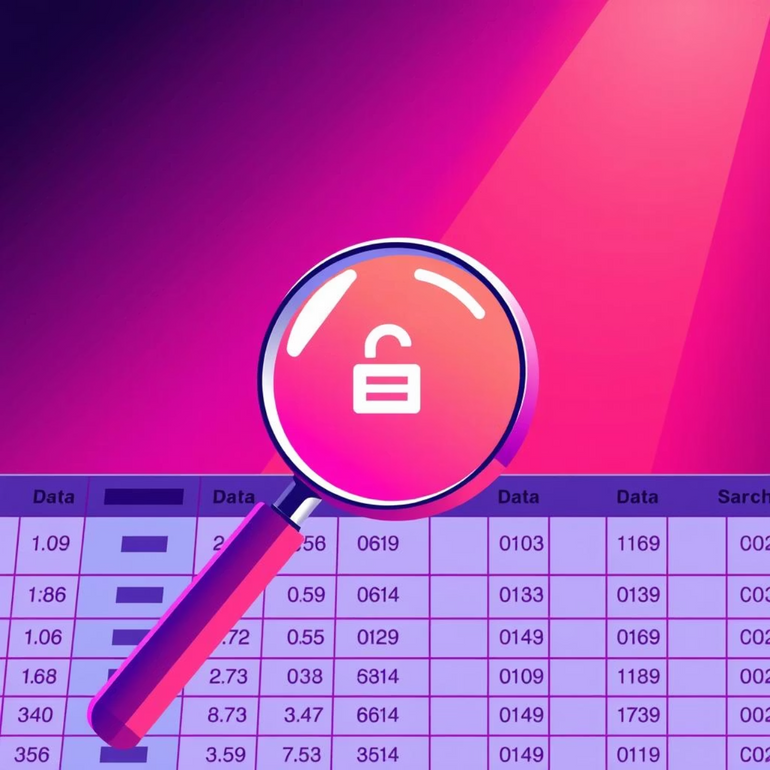 Data Data Data Data Sarch
1.09 0619 0103 1169
1:86 0.59 0614 0133 0139
1.06 .72 0.55 0129 0149 0169
1.68 2.73 038 6314 0109 1189
340 8.73 3.47 6614 0149 1739
356 3.59 7.53 3514 0149 0119